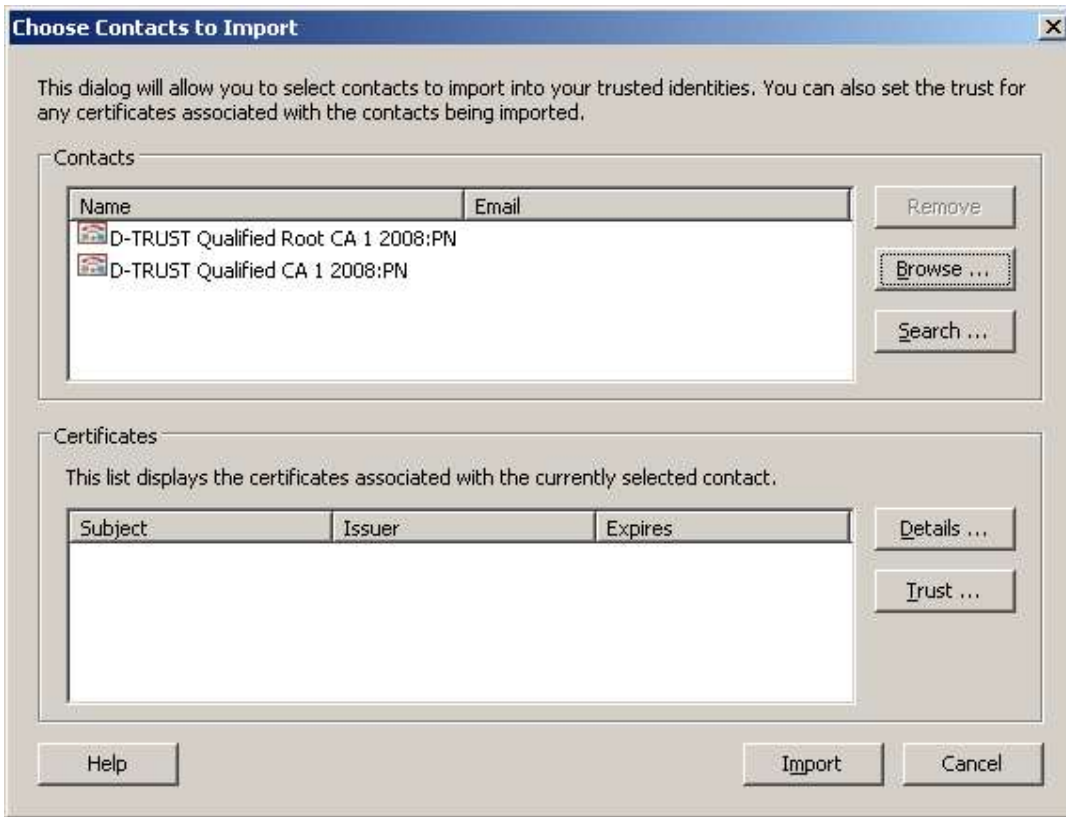 Choose Contacts to Import
This dialog will allow you to select contacts to import into your trusted identities. You can also set the trust for
any certificates associated with the contacts being imported.
Contacts
Name Email
D-TRUST Qualified Root CA 1 2008:PN
D-TRUST Qualified CA 1 2008:PN
Remove
Browse ...
Search ...
Certificates
This list displays the certificates associated with the currently selected contact.
Subject Issuer Expires
Details ...
Trust ...
Help Import Cancel